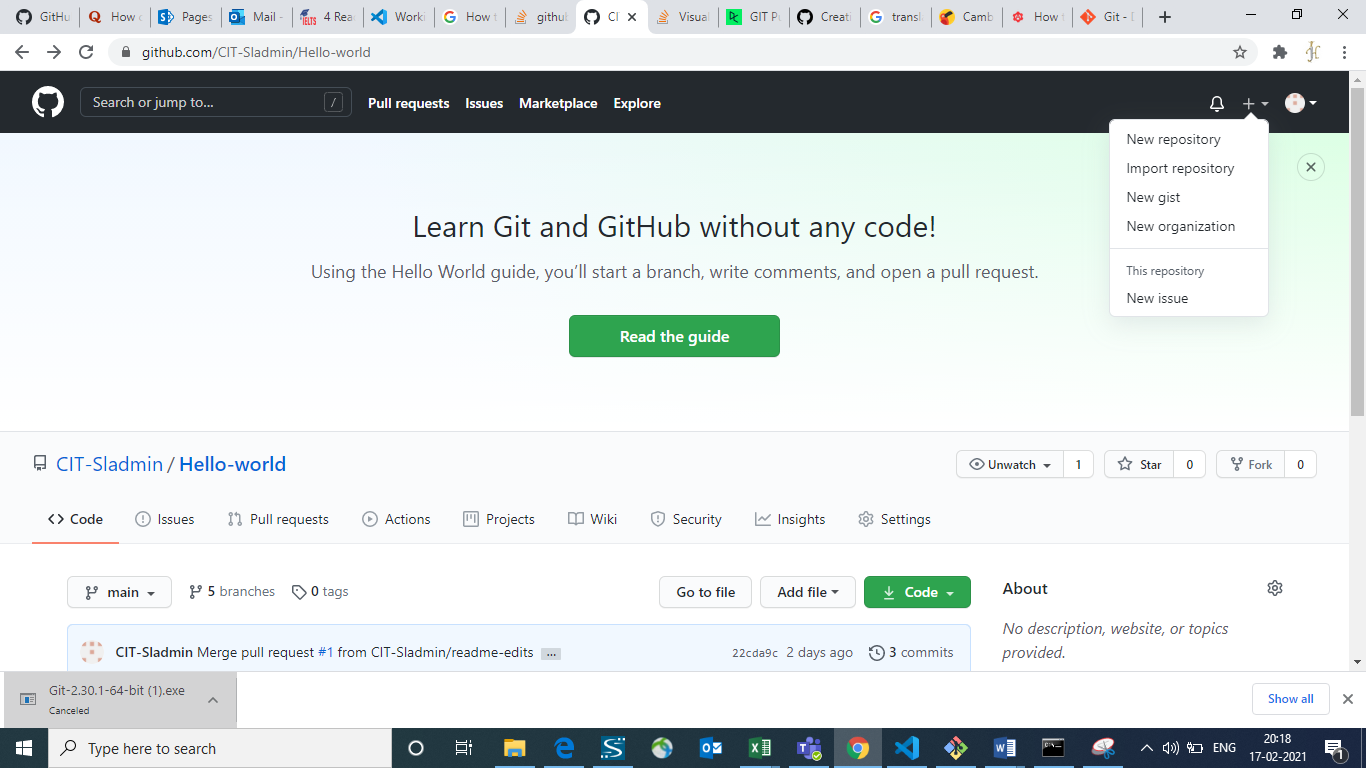 GitHu
How c
Pages
Mail -
4 Rea
Worki
How t
github
Cl
Visual
GIT Pu
Creati
transl
Camb
How t
Git - D
github.com/CIT-Sladmin/Hello-world
Search or jump to... /
Pull requests Issues Marketplace Explore
New repository
Import repository
New gist
New organization
This repository
New issue
Learn Git and GitHub without any code!
Using the Hello World guide, you’ll start a branch, write comments, and open a pull request.
Read the guide
CIT-Sladmin / Hello-world
Unwatch 1 Star 0 Fork 0
Code Issues Pull requests Actions Projects Wiki Security Insights Settings
main 5 branches 0 tags Go to file Add file Code
About
No description, website, or topics
provided.
CIT-Sladmin Merge pull request #1 from CIT-Sladmin/readme-edits ... 22cda9c 2 days ago 3 commits
Git-2.30.1-64-bit (1).exe
Canceled
Show all
Type here to search
ENG
20:18
17-02-2021
1